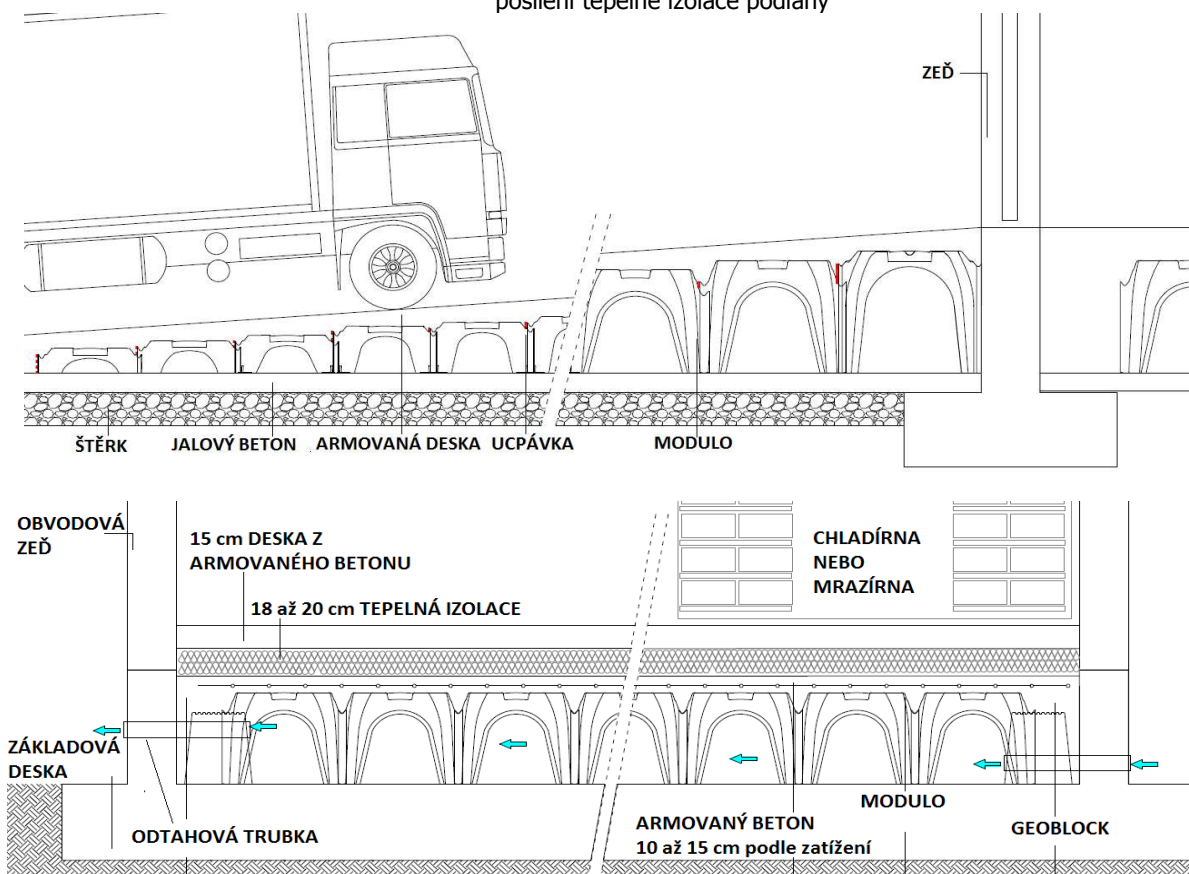 posílení tepelné izolace podlahy
ZEĎ
ŠTĚRK
JALOVÝ BETON
ARMOVANÁ DESKA
UCPÁVKA
MODULO
OBVODOVÁ
ZEĎ
15 cm DESKA Z
ARMOVANÉHO BETONU
18 až 20 cm TEPELNÁ IZOLACE
CHLADÍRNA
NEBO
MRAZÍRNA
ZÁKLADOVÁ
DESKA
ODTAHOVÁ TRUBKA
ARMOVANÝ BETON
10 až 15 cm podle zatížení
MODULO
GEOBLOCK